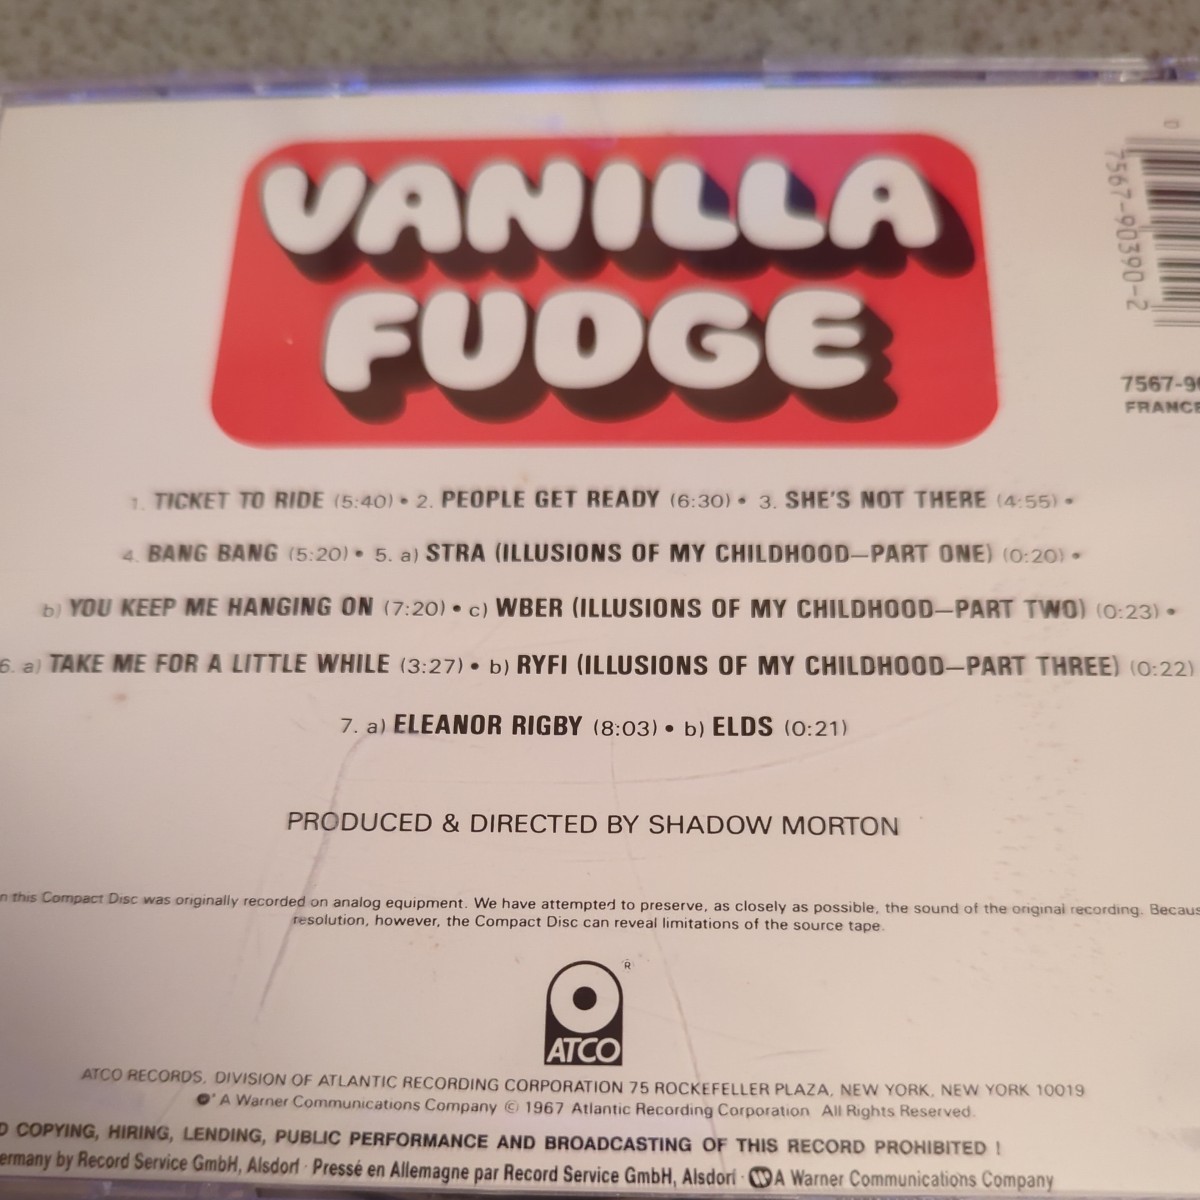 VANILLA
FUDGE
0
7567-90390-2
7567-9
FRANCE
1. TICKET TO RIDE (5:40) • 2. PEOPLE GET READY (6:30) • 3. SHE'S NOT THERE (4:55) •
4. BANG BANG (5:20) • 5. a) STRA (ILLUSIONS OF MY CHILDHOOD—PART ONE) (0:20) •
b) YOU KEEP ME HANGING ON (7:20) • c) WBER (ILLUSIONS OF MY CHILDHOOD—PART TWO) (0:23) •
6. a) TAKE ME FOR A LITTLE WHILE (3:27) • b) RYFI (ILLUSIONS OF MY CHILDHOOD—PART THREE) (0:22)
7. a) ELEANOR RIGBY (8:03) • b) ELDS (0:21)
PRODUCED & DIRECTED BY SHADOW MORTON
n this Compact Disc was originally recorded on analog equipment. We have attempted to preserve, as closely as possible, the sound of the original recording. Becaus
resolution, however, the Compact Disc can reveal limitations of the source tape.
®
ATCO
ATCO RECORDS, DIVISION OF ATLANTIC RECORDING CORPORATION 75 ROCKEFELLER PLAZA, NEW YORK, NEW YORK 10019
A Warner Communications Company © 1967 Atlantic Recording Corporation All Rights Reserved.
D COPYING, HIRING, LENDING, PUBLIC PERFORMANCE AND BROADCASTING OF THIS RECORD PROHIBITED !
ermany by Record Service GmbH, Alsdorf · Pressé en Allemagne par Record Service GmbH, Alsdorf · A Warner Communications Company